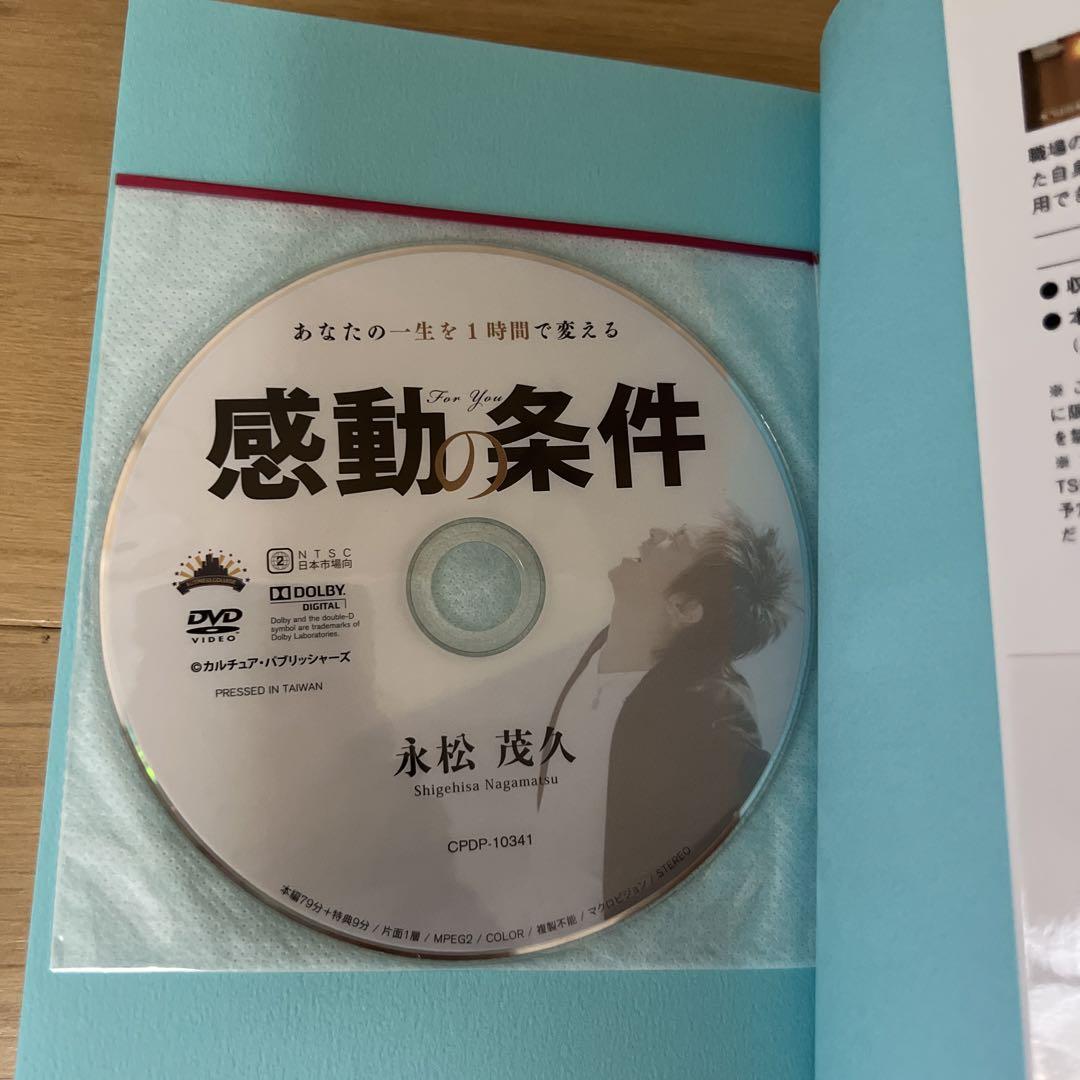 あなたの一生を1時間で変える
For You
感動の条件
BUSINESS COLLEGE
2
NTSC
日本市場向
DOLBY
DIGITAL
Dolby and the double-D
symbol are trademarks of
Dolby Laboratories.
DVD
VIDEO
©カルチュア・パブリッシャーズ
PRESSED IN TAIWAN
永松 茂久
Shigehisa Nagamatsu
CPDP-10341
本編79分+特典9分 / 片面1層 / MPEG2 / COLOR / 複製不能 / マクロビジョン / STEREO
職場の
た自身
用でき
● 収
● 本
※ こ
に限
を
※
TS
予定
だ